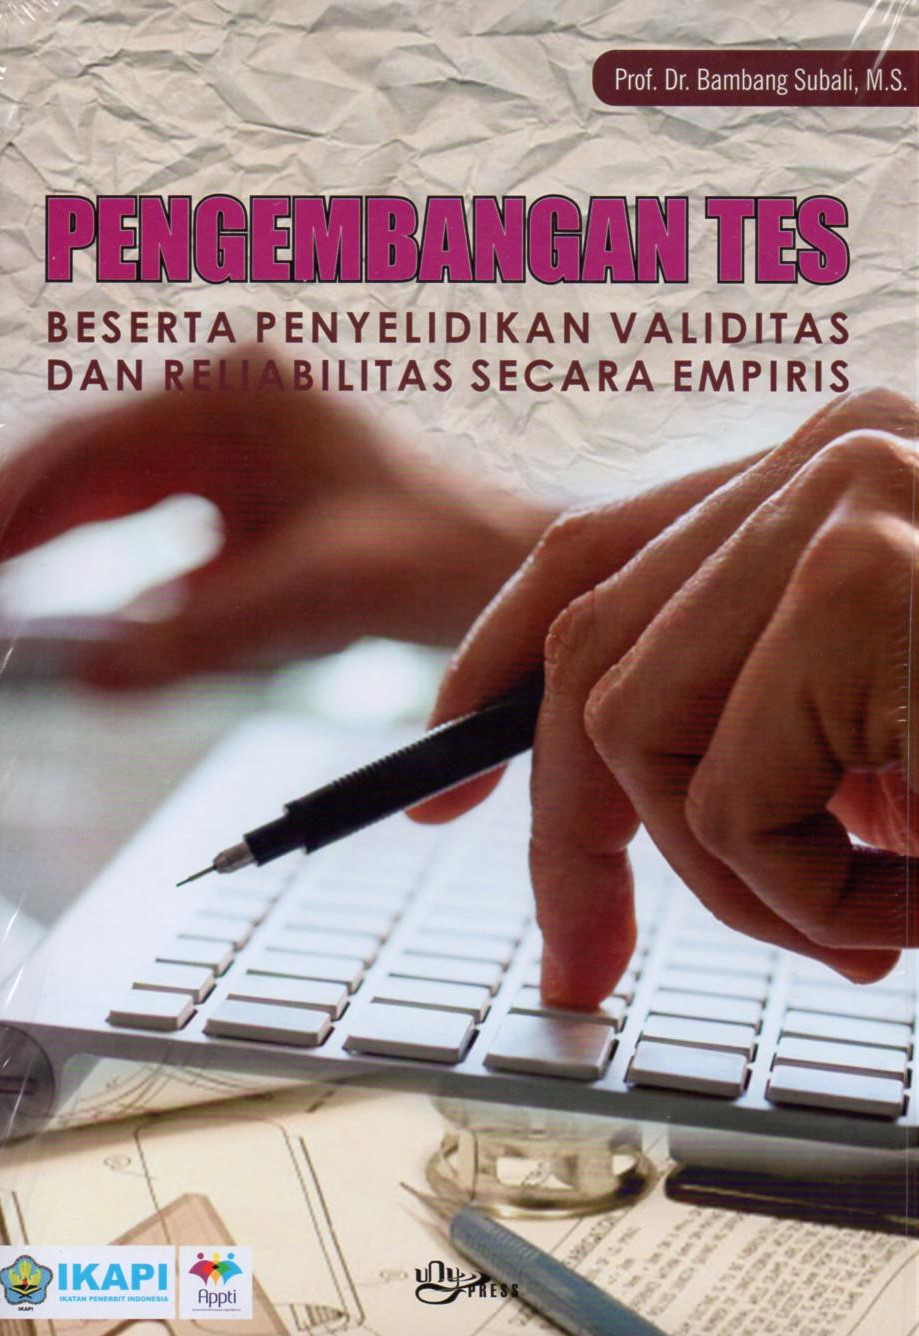 Prof. Dr. Bambang Subali, M.S.
PENGEMBANGAN TES
BESERTA PENYELIDIKAN VALIDITAS
DAN RELIABILITAS SECARA EMPIRIS
IKAPI
IKATAN PENERBIT INDONESIA
IKAPI
Appti
uny
PRESS